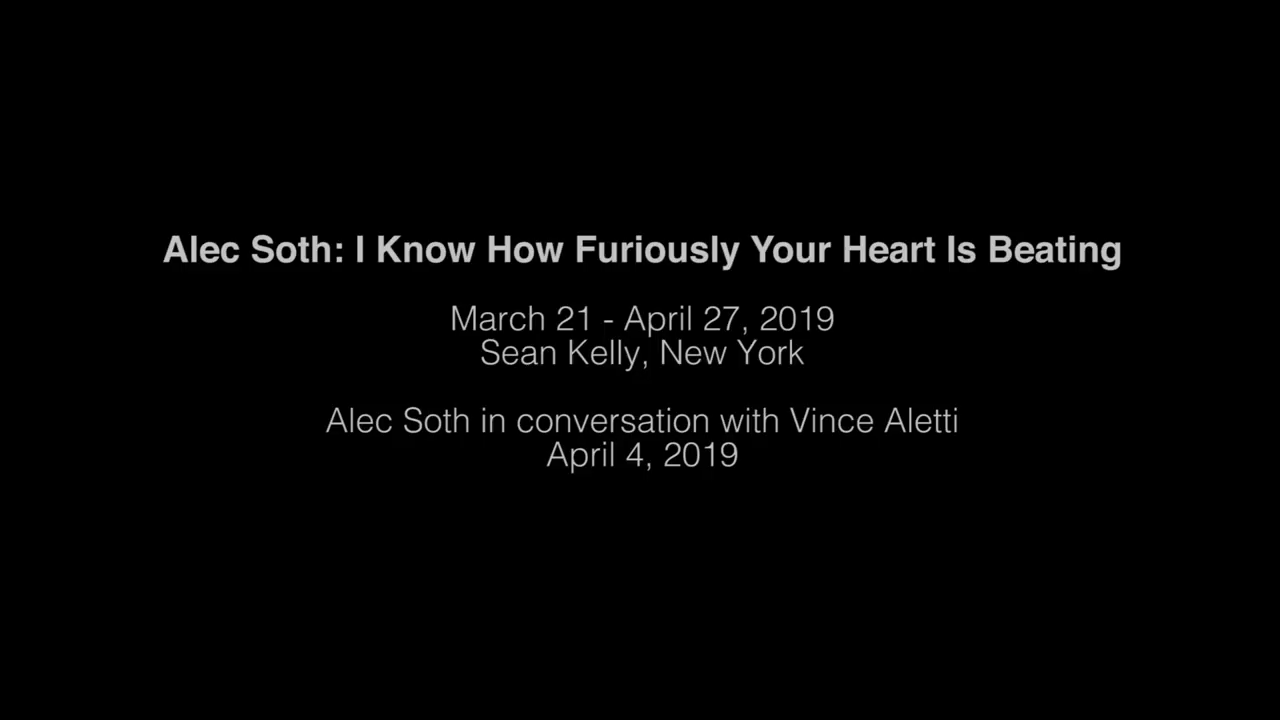 Alec Soth: I Know How Furiously Your Heart Is Beating
March 21 - April 27, 2019
Sean Kelly, New York
Alec Soth in conversation with Vince Aletti
April 4, 2019